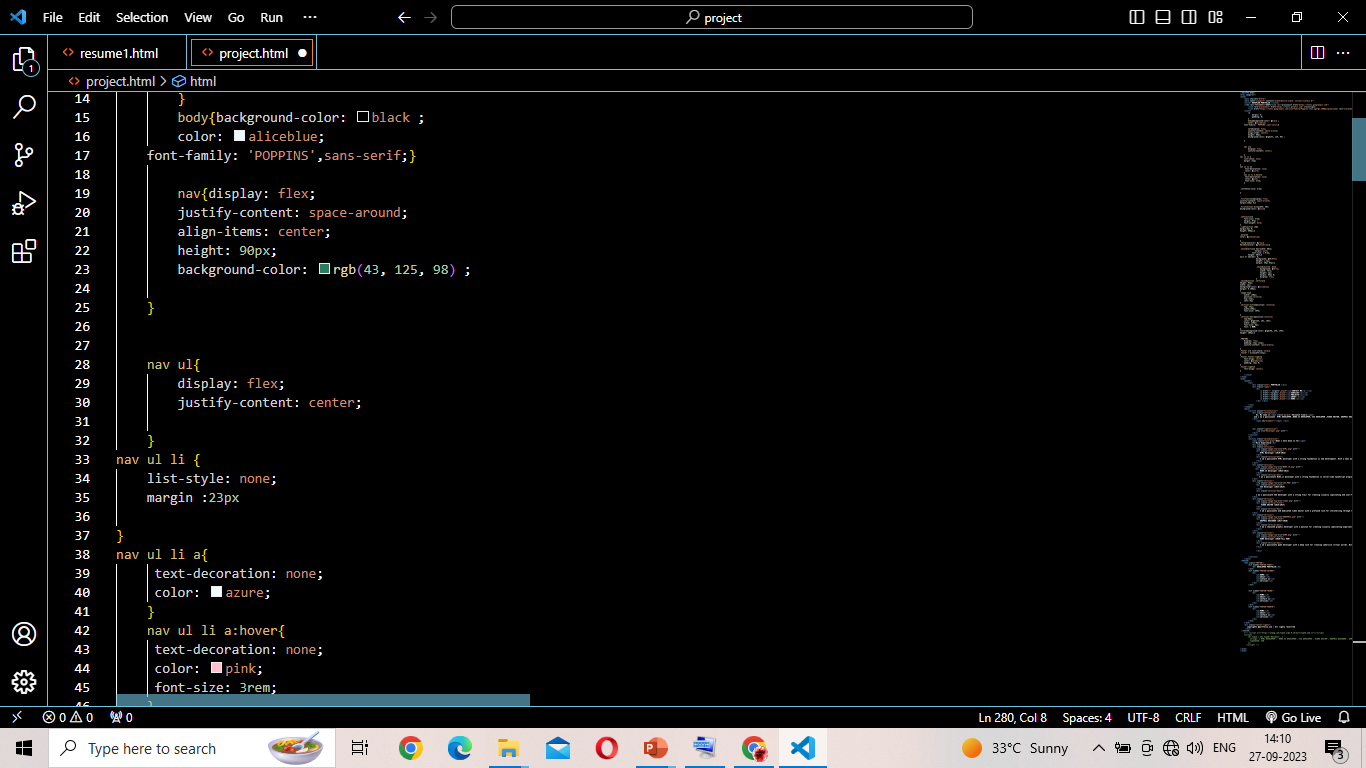 File Edit Selection View Go Run ··· project
resume1.html project.html
project.html > html
14 }
15 body{background-color: black ;
16 color: aliceblue;
17 font-family: 'POPPINS',sans-serif;}
18
19 nav{display: flex;
20 justify-content: space-around;
21 align-items: center;
22 height: 90px;
23 background-color: rgb(43, 125, 98) ;
24
25 }
26
27
28 nav ul{
29 display: flex;
30 justify-content: center;
31
32 }
33 nav ul li {
34 list-style: none;
35 margin :23px
36
37 }
38 nav ul li a{
39 text-decoration: none;
40 color: azure;
41 }
42 nav ul li a:hover{
43 text-decoration: none;
44 color: pink;
45 font-size: 3rem;
46 }
1
0 0 0 Ln 280, Col 8 Spaces: 4 UTF-8 CRLF HTML Go Live
Type here to search 33°C Sunny ENG 14:10
27-09-2023 3